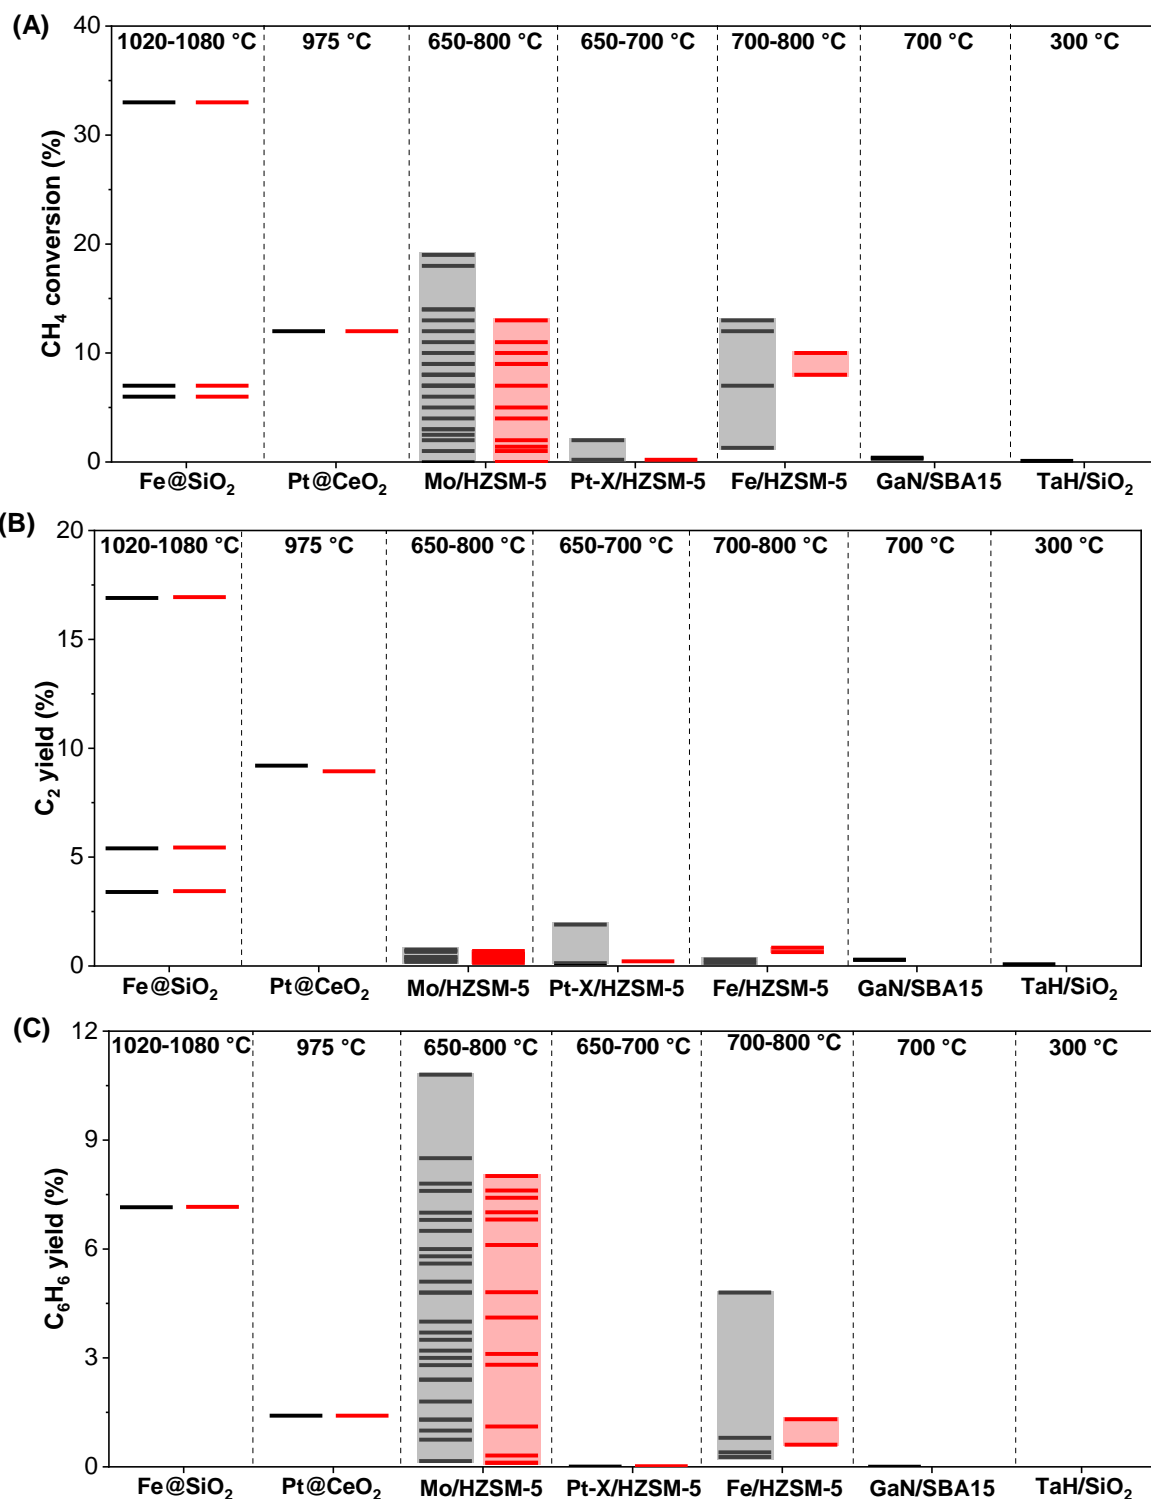 (A)
40
1020-1080 °C 975 °C 650-800 °C 650-700 °C 700-800 °C 700 °C 300 °C
30
20
10
0
CH₄ conversion (%)
Fe@SiO₂ Pt@CeO₂ Mo/HZSM-5 Pt-X/HZSM-5 Fe/HZSM-5 GaN/SBA15 TaH/SiO₂
(B)
20
1020-1080 °C 975 °C 650-800 °C 650-700 °C 700-800 °C 700 °C 300 °C
15
10
5
0
C₂ yield (%)
Fe@SiO₂ Pt@CeO₂ Mo/HZSM-5 Pt-X/HZSM-5 Fe/HZSM-5 GaN/SBA15 TaH/SiO₂
(C)
12
1020-1080 °C 975 °C 650-800 °C 650-700 °C 700-800 °C 700 °C 300 °C
9
6
3
0
C₆H₆ yield (%)
Fe@SiO₂ Pt@CeO₂ Mo/HZSM-5 Pt-X/HZSM-5 Fe/HZSM-5 GaN/SBA15 TaH/SiO₂